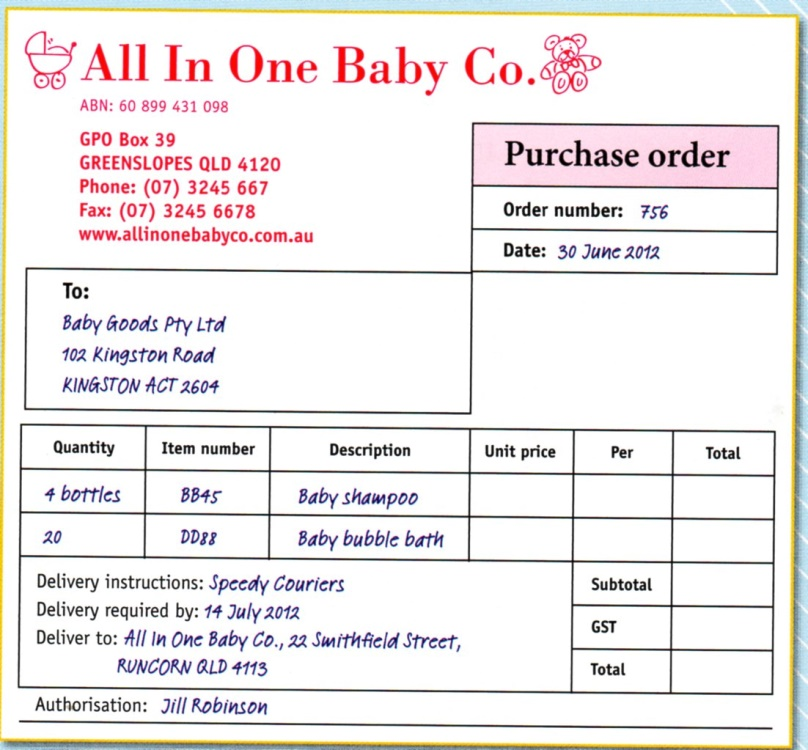 All In One Baby Co.
ABN: 60 899 431 098
GPO Box 39
GREENSLOPES QLD 4120
Phone: (07) 3245 667
Fax: (07) 3245 6678
www.allinonebabyco.com.au
Purchase order
Order number: 756
Date: 30 June 2012
To:
Baby Goods Pty Ltd
102 Kingston Road
KINGSTON ACT 2604
Quantity Item number Description Unit price Per Total
4 bottles BB45 Baby shampoo
20 DD88 Baby bubble bath
Delivery instructions: Speedy Couriers
Delivery required by: 14 July 2012
Deliver to: All In One Baby Co., 22 Smithfield Street,
RUNCORN QLD 4113
Subtotal
GST
Total
Authorisation: Jill Robinson